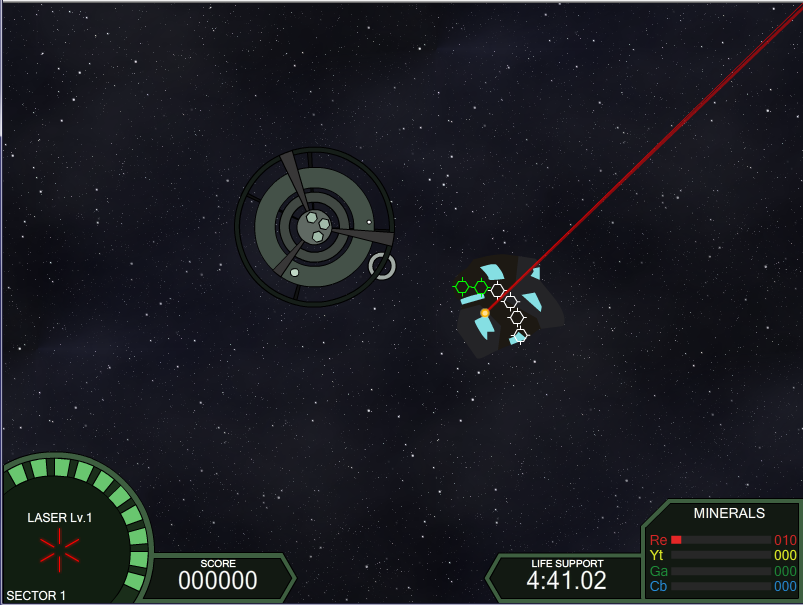 LASER Lv.1
SECTOR 1
SCORE
000000
LIFE SUPPORT
4:41.02
MINERALS
Re 010
Yt 000
Ga 000
Cb 000